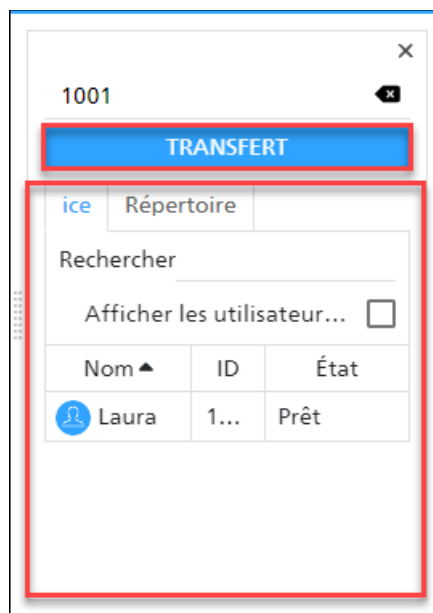 1001
TRANSFERT
ice Répertoire
Rechercher
Afficher les utilisateur...
Nom ID État
Laura 1... Prêt